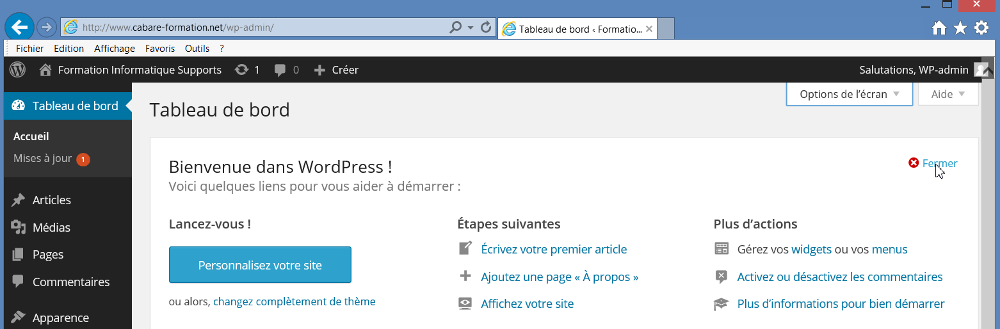 http://www.cabare-formation.net/wp-admin/
Tableau de bord ‹ Formatio...
Fichier Edition Affichage Favoris Outils ?
Formation Informatique Supports 1 0 Créer Salutations, WP-admin
Options de l’écran Aide
Tableau de bord
Accueil
Mises à jour 1
Articles
Médias
Pages
Commentaires
Apparence
Tableau de bord
Bienvenue dans WordPress !
Voici quelques liens pour vous aider à démarrer :
Fermer
Lancez-vous !
Personnalisez votre site
ou alors, changez complètement de thème
Étapes suivantes
Écrivez votre premier article
Ajoutez une page « À propos »
Affichez votre site
Plus d’actions
Gérez vos widgets ou vos menus
Activez ou désactivez les commentaires
Plus d’informations pour bien démarrer